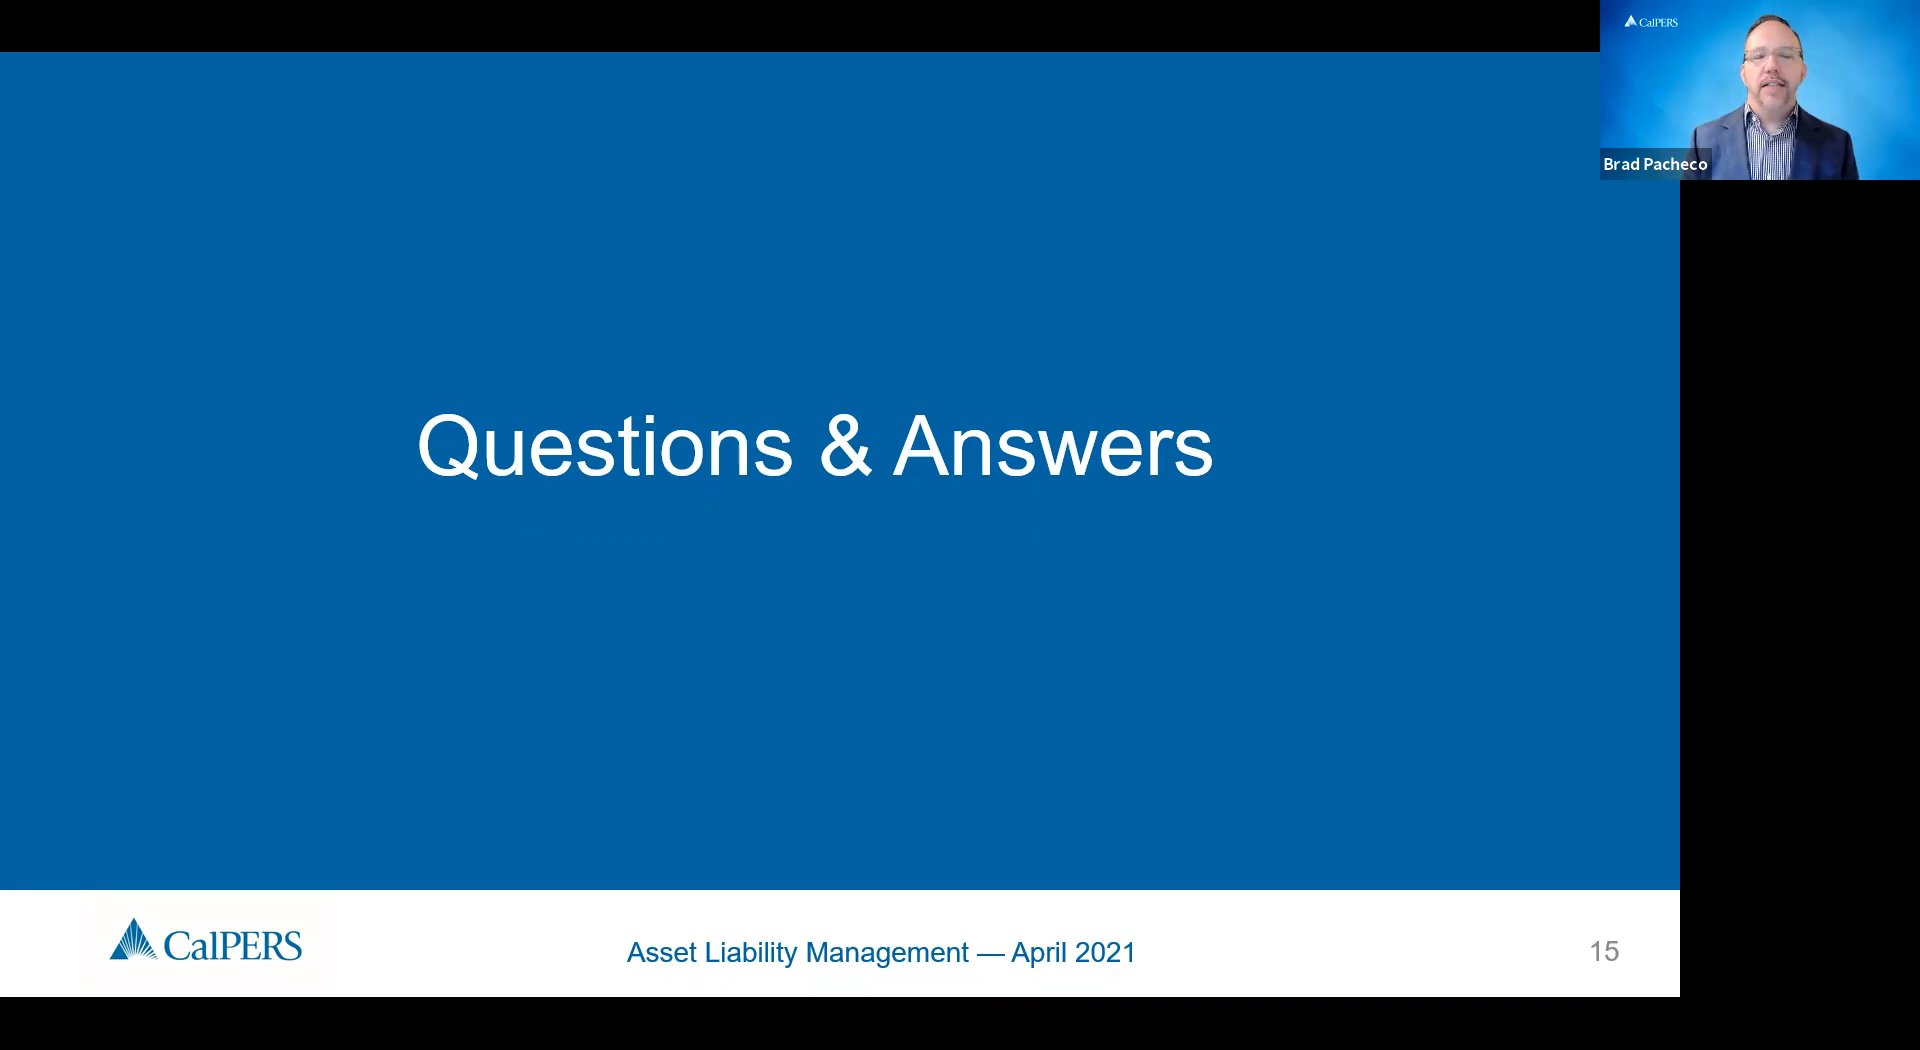 CalPERS
Brad Pacheco
Questions & Answers
CalPERS
Asset Liability Management — April 2021
15